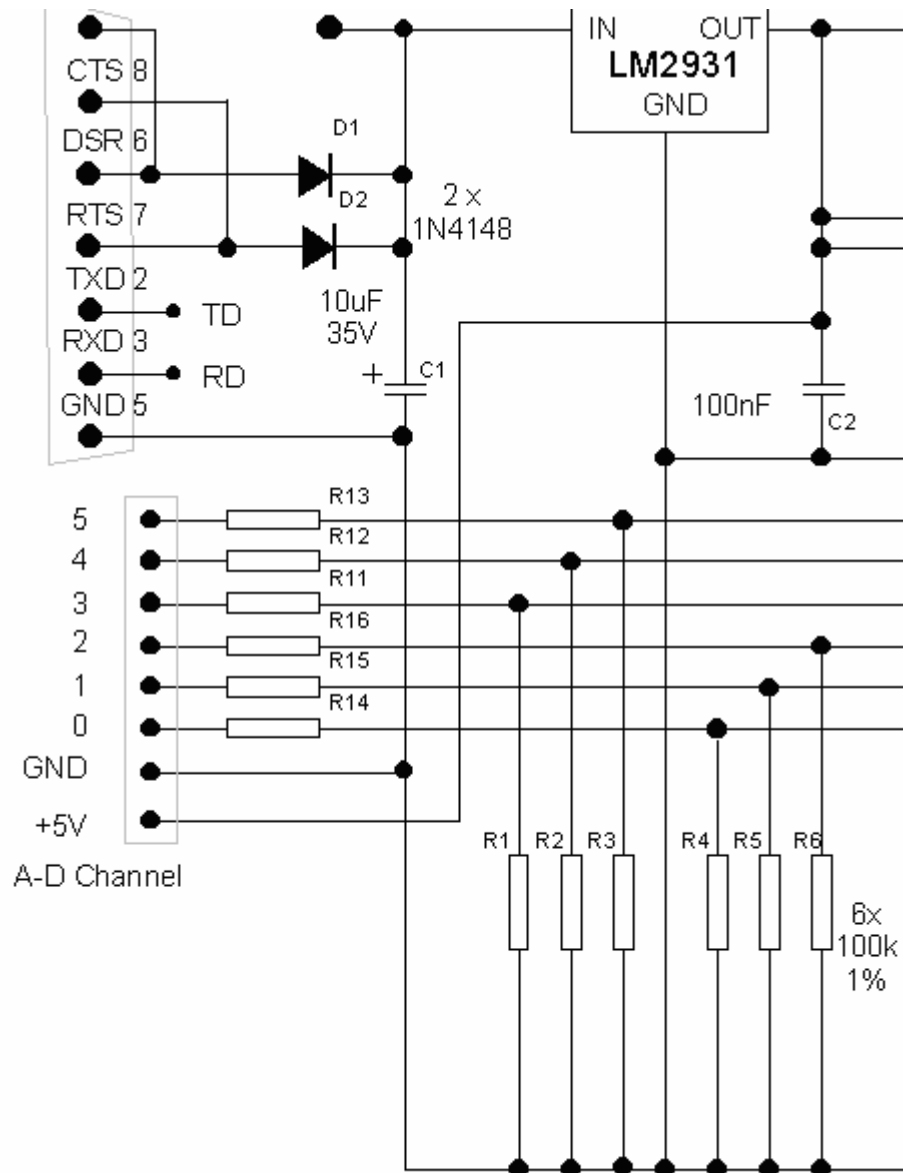 IN OUT
LM2931
GND
CTS 8
DSR 6
RTS 7
TXD 2
RXD 3
GND 5
TD
RD
D1
D2
2 x
1N4148
10uF
35V
+
C1
100nF
C2
R13
R12
R11
R16
R15
R14
5
4
3
2
1
0
GND
+5V
A-D Channel
R1 R2 R3 R4 R5 R6
6x
100k
1%